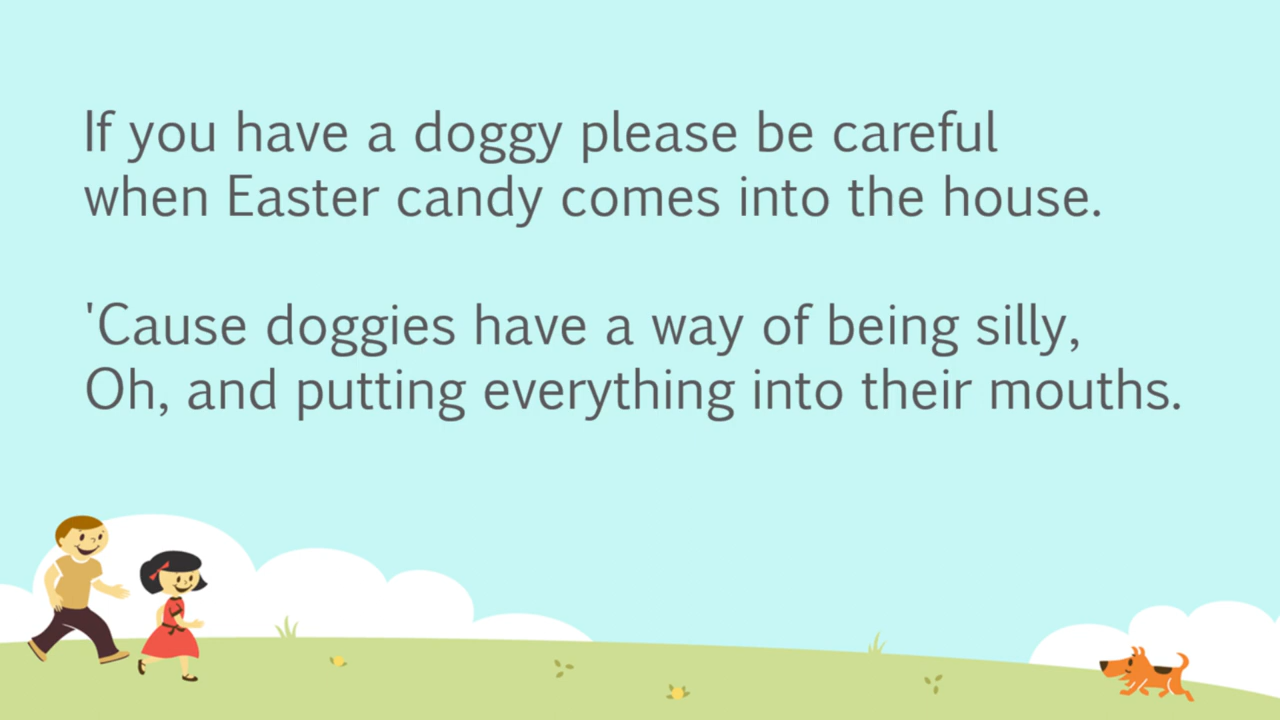 If you have a doggy please be careful
when Easter candy comes into the house.
'Cause doggies have a way of being silly,
Oh, and putting everything into their mouths.